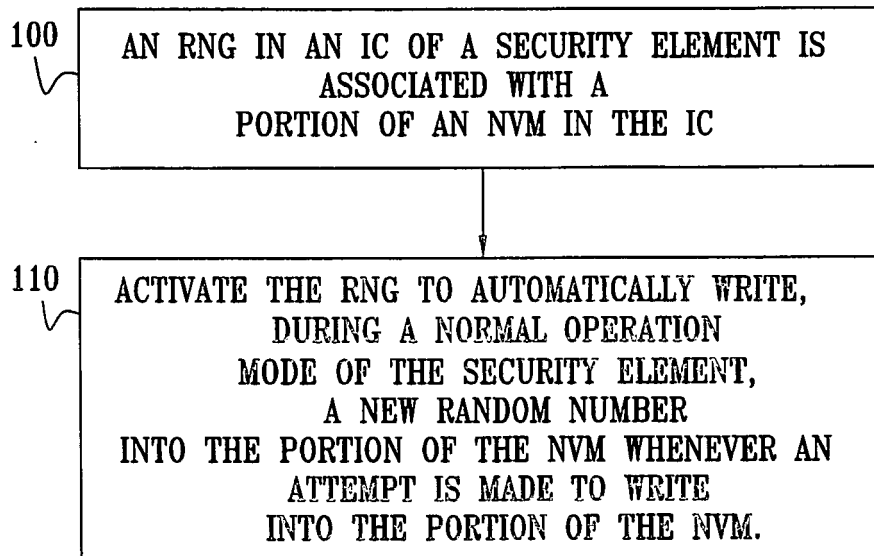 100
AN RNG IN AN IC OF A SECURITY ELEMENT IS
ASSOCIATED WITH A
PORTION OF AN NVM IN THE IC
110
ACTIVATE THE RNG TO AUTOMATICALLY WRITE,
DURING A NORMAL OPERATION
MODE OF THE SECURITY ELEMENT,
A NEW RANDOM NUMBER
INTO THE PORTION OF THE NVM WHENEVER AN
ATTEMPT IS MADE TO WRITE
INTO THE PORTION OF THE NVM.